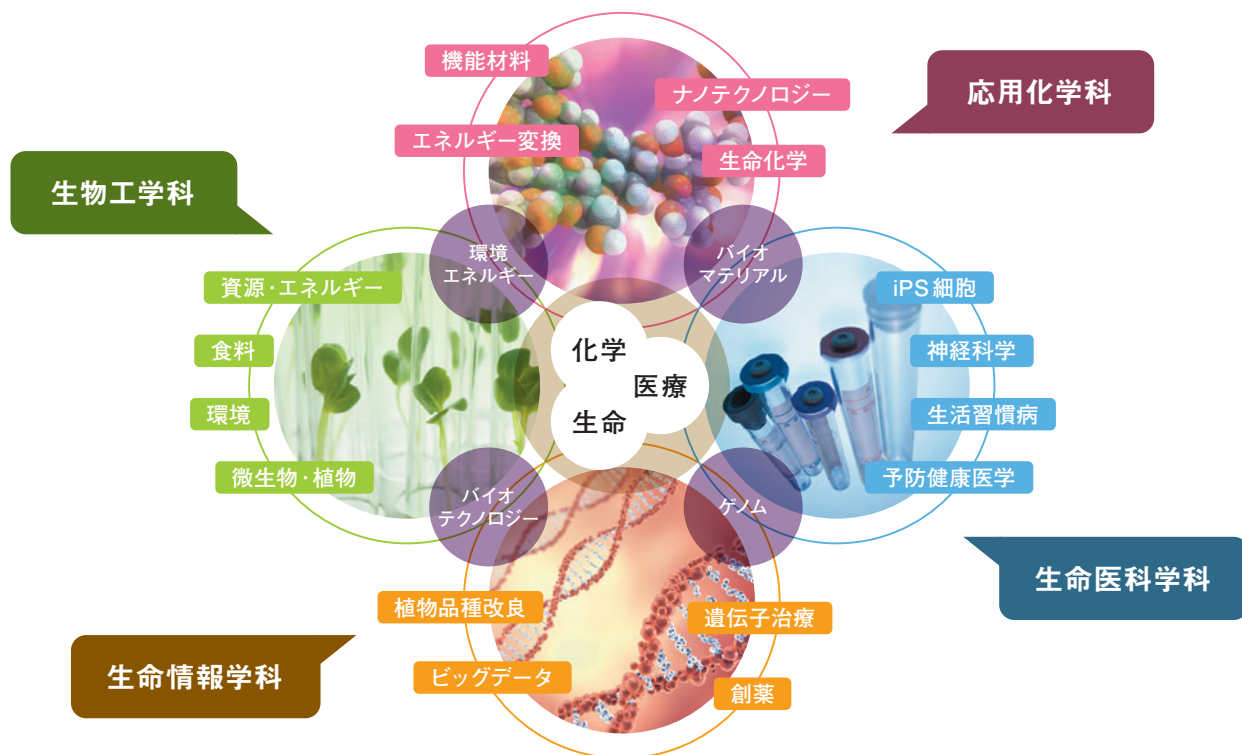 機能材料
ナノテクノロジー
エネルギー変換
生命化学
応用化学科
生物工学科
環境
エネルギー
バイオ
マテリアル
資源・エネルギー
食料
環境
微生物・植物
化学
医療
生命
iPS細胞
神経科学
生活習慣病
予防健康医学
バイオ
テクノロジー
ゲノム
生命医科学科
植物品種改良
遺伝子治療
ビッグデータ
創薬
生命情報学科